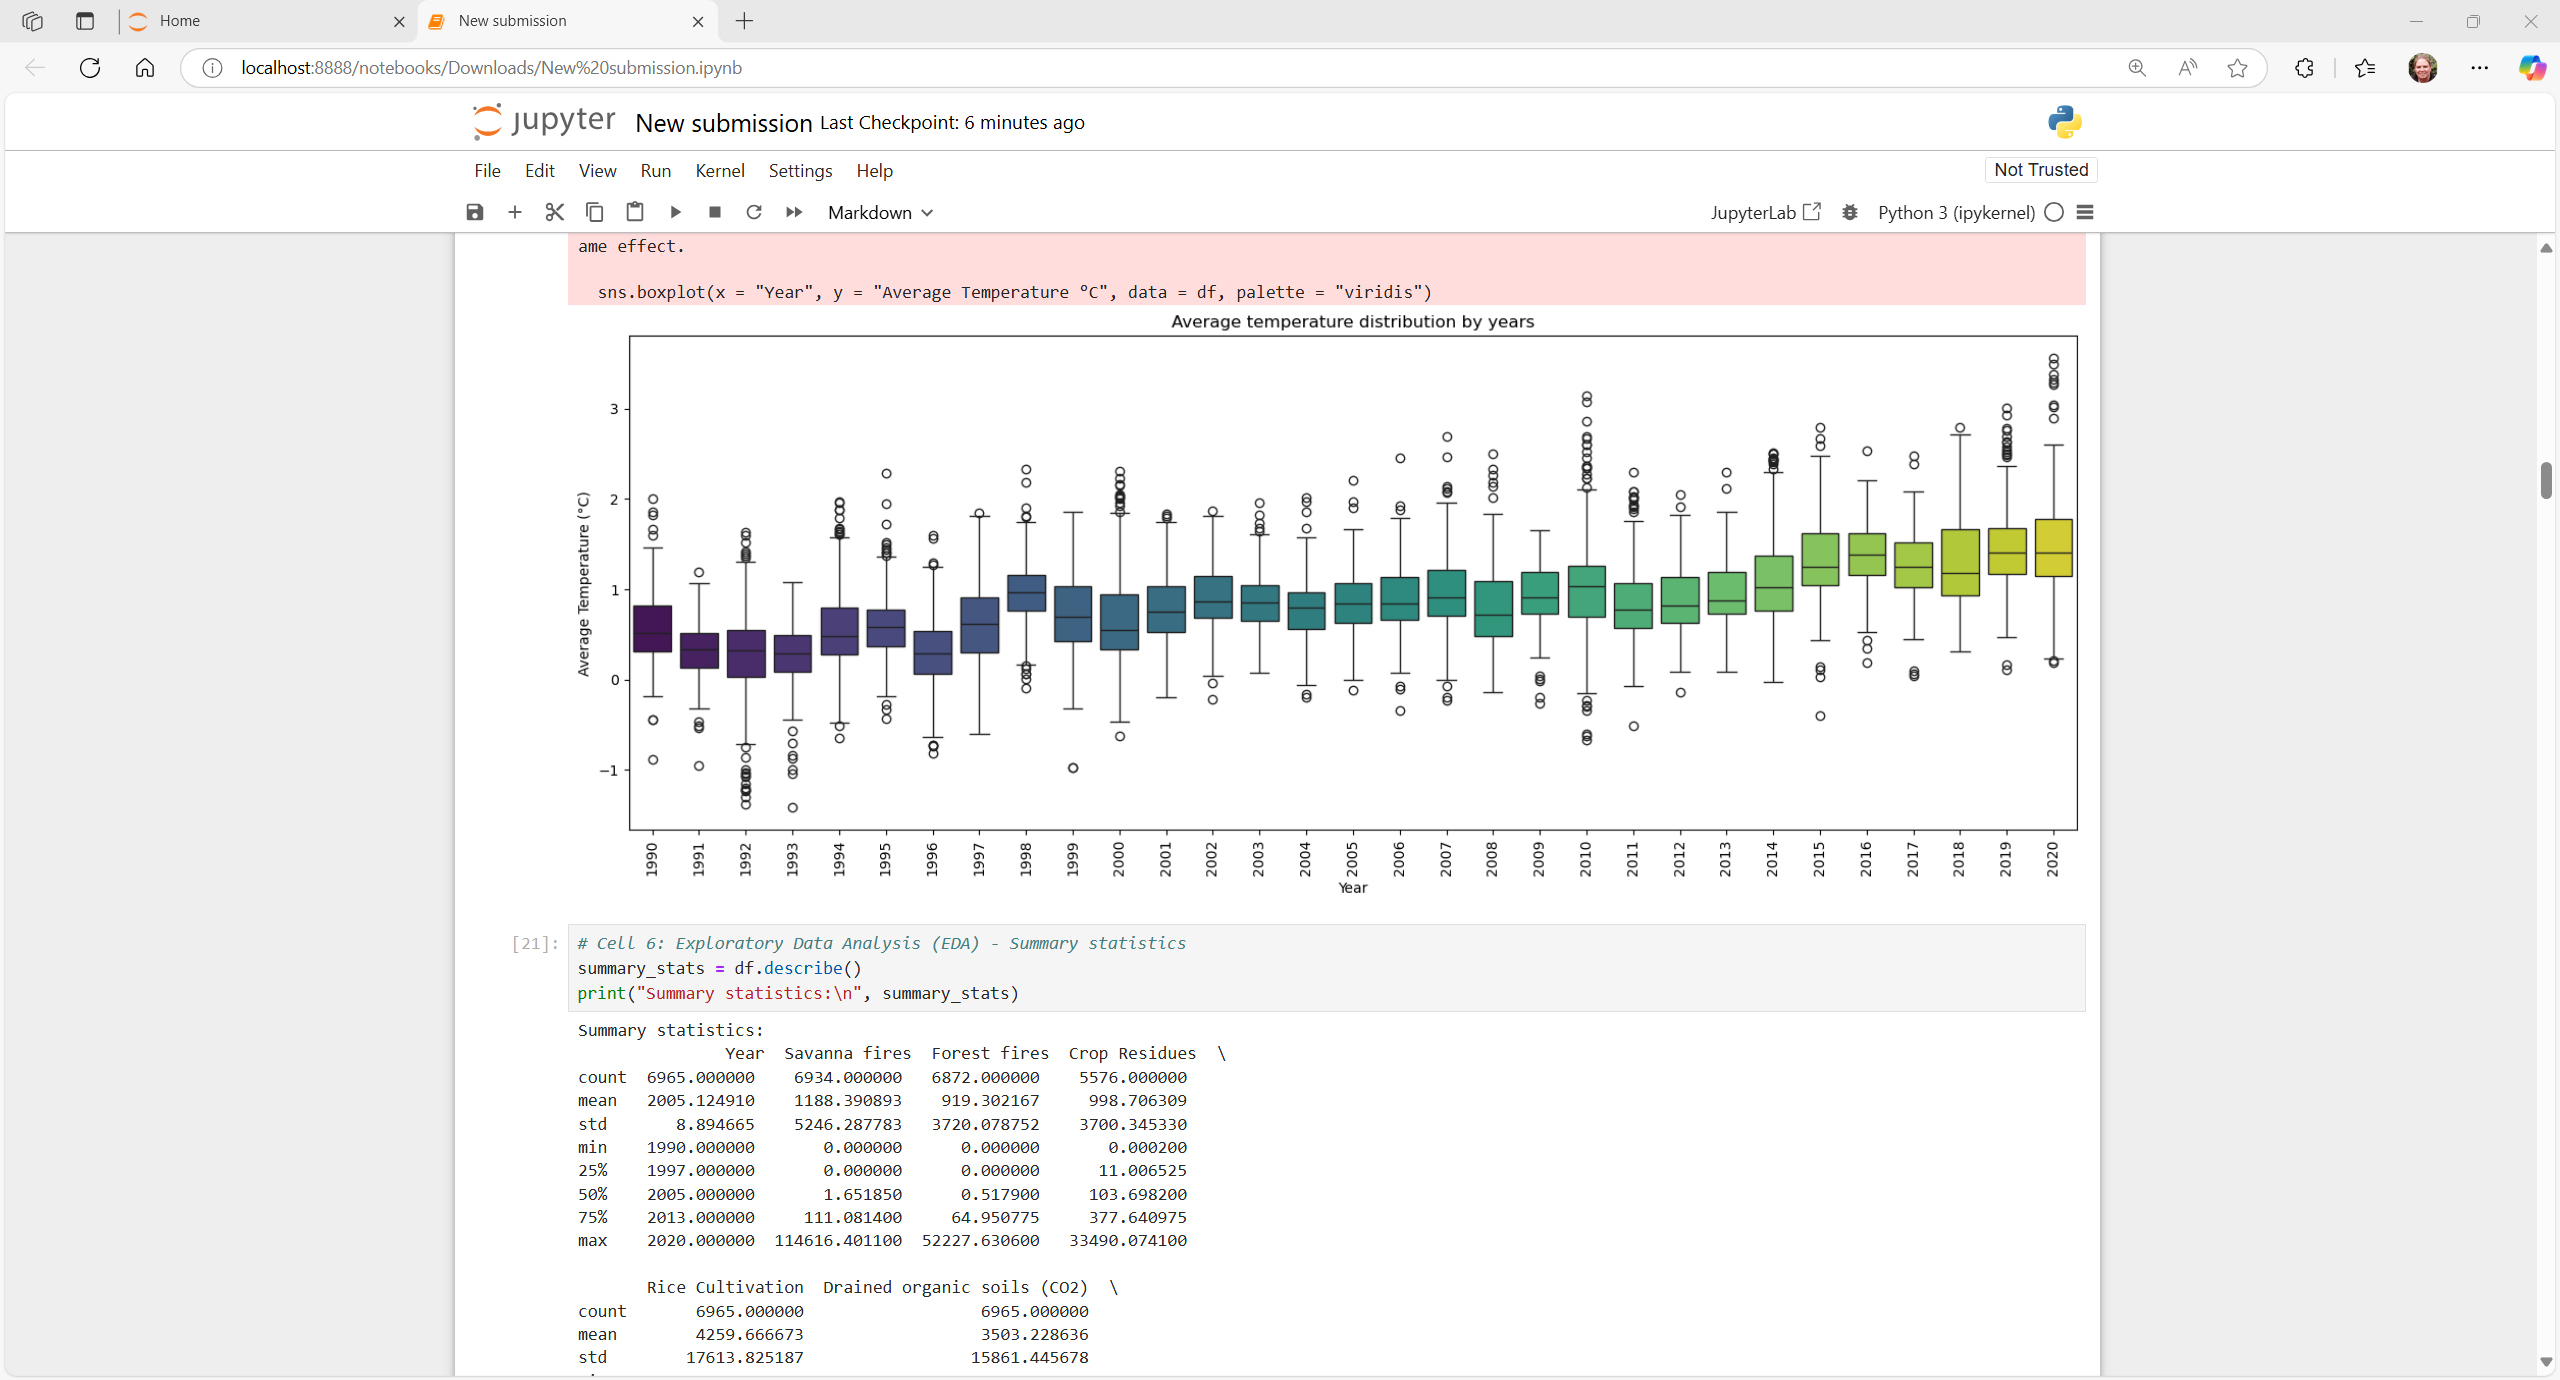 Home
New submission
localhost:8888/notebooks/Downloads/New%20submission.ipynb
jupyter New submission Last Checkpoint: 6 minutes ago
File Edit View Run Kernel Settings Help
Not Trusted
Markdown
JupyterLab
Python 3 (ipykernel)
ame effect.
sns.boxplot(x = "Year", y = "Average Temperature °C", data = df, palette = "viridis")
Average temperature distribution by years
Average Temperature (°C)
3
2
1
0
−1
1990 1991 1992 1993 1994 1995 1996 1997 1998 1999 2000 2001 2002 2003 2004 2005 2006 2007 2008 2009 2010 2011 2012 2013 2014 2015 2016 2017 2018 2019 2020
Year
[21]:
# Cell 6: Exploratory Data Analysis (EDA) - Summary statistics
summary_stats = df.describe()
print("Summary statistics:\n", summary_stats)
Summary statistics:
Year Savanna fires Forest fires Crop Residues \
count 6965.000000 6934.000000 6872.000000 5576.000000
mean 2005.124910 1188.390893 919.302167 998.706309
std 8.894665 5246.287783 3720.078752 3700.345330
min 1990.000000 0.000000 0.000000 0.000200
25% 1997.000000 0.000000 0.000000 11.006525
50% 2005.000000 1.651850 0.517900 103.698200
75% 2013.000000 111.081400 64.950775 377.640975
max 2020.000000 114616.401100 52227.630600 33490.074100
Rice Cultivation Drained organic soils (CO2) \
count 6965.000000 6965.000000
mean 4259.666673 3503.228636
std 17613.825187 15861.445678